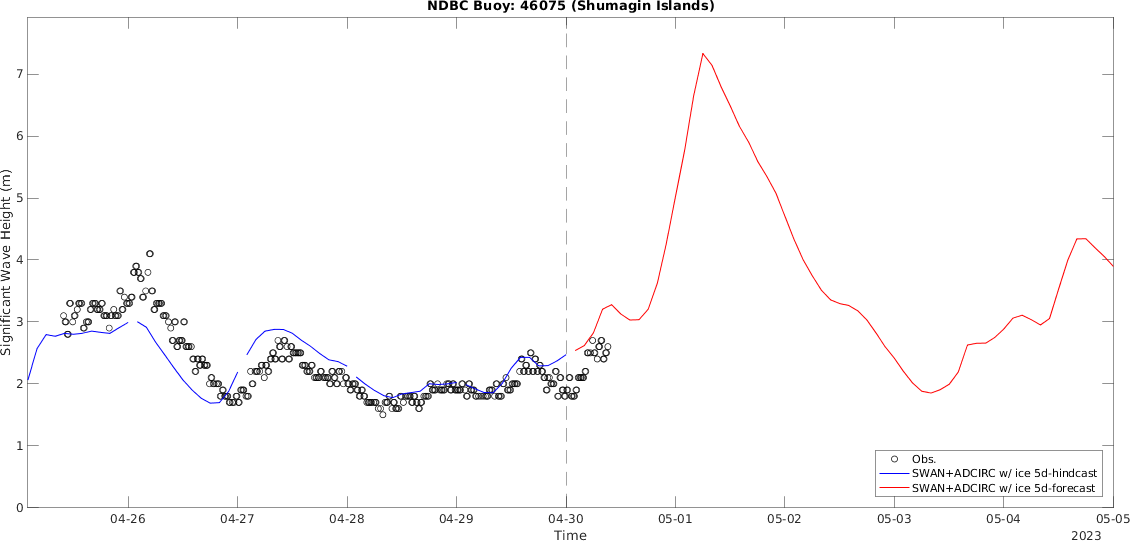 NDBC Buoy: 46075 (Shumagin Islands)
Significant Wave Height (m)
7
6
5
4
3
2
1
0
Obs.
SWAN+ADCIRC w/ ice 5d-hindcast
SWAN+ADCIRC w/ ice 5d-forecast
04-26 04-27 04-28 04-29 04-30 05-01 05-02 05-03 05-04 05-05
Time
2023